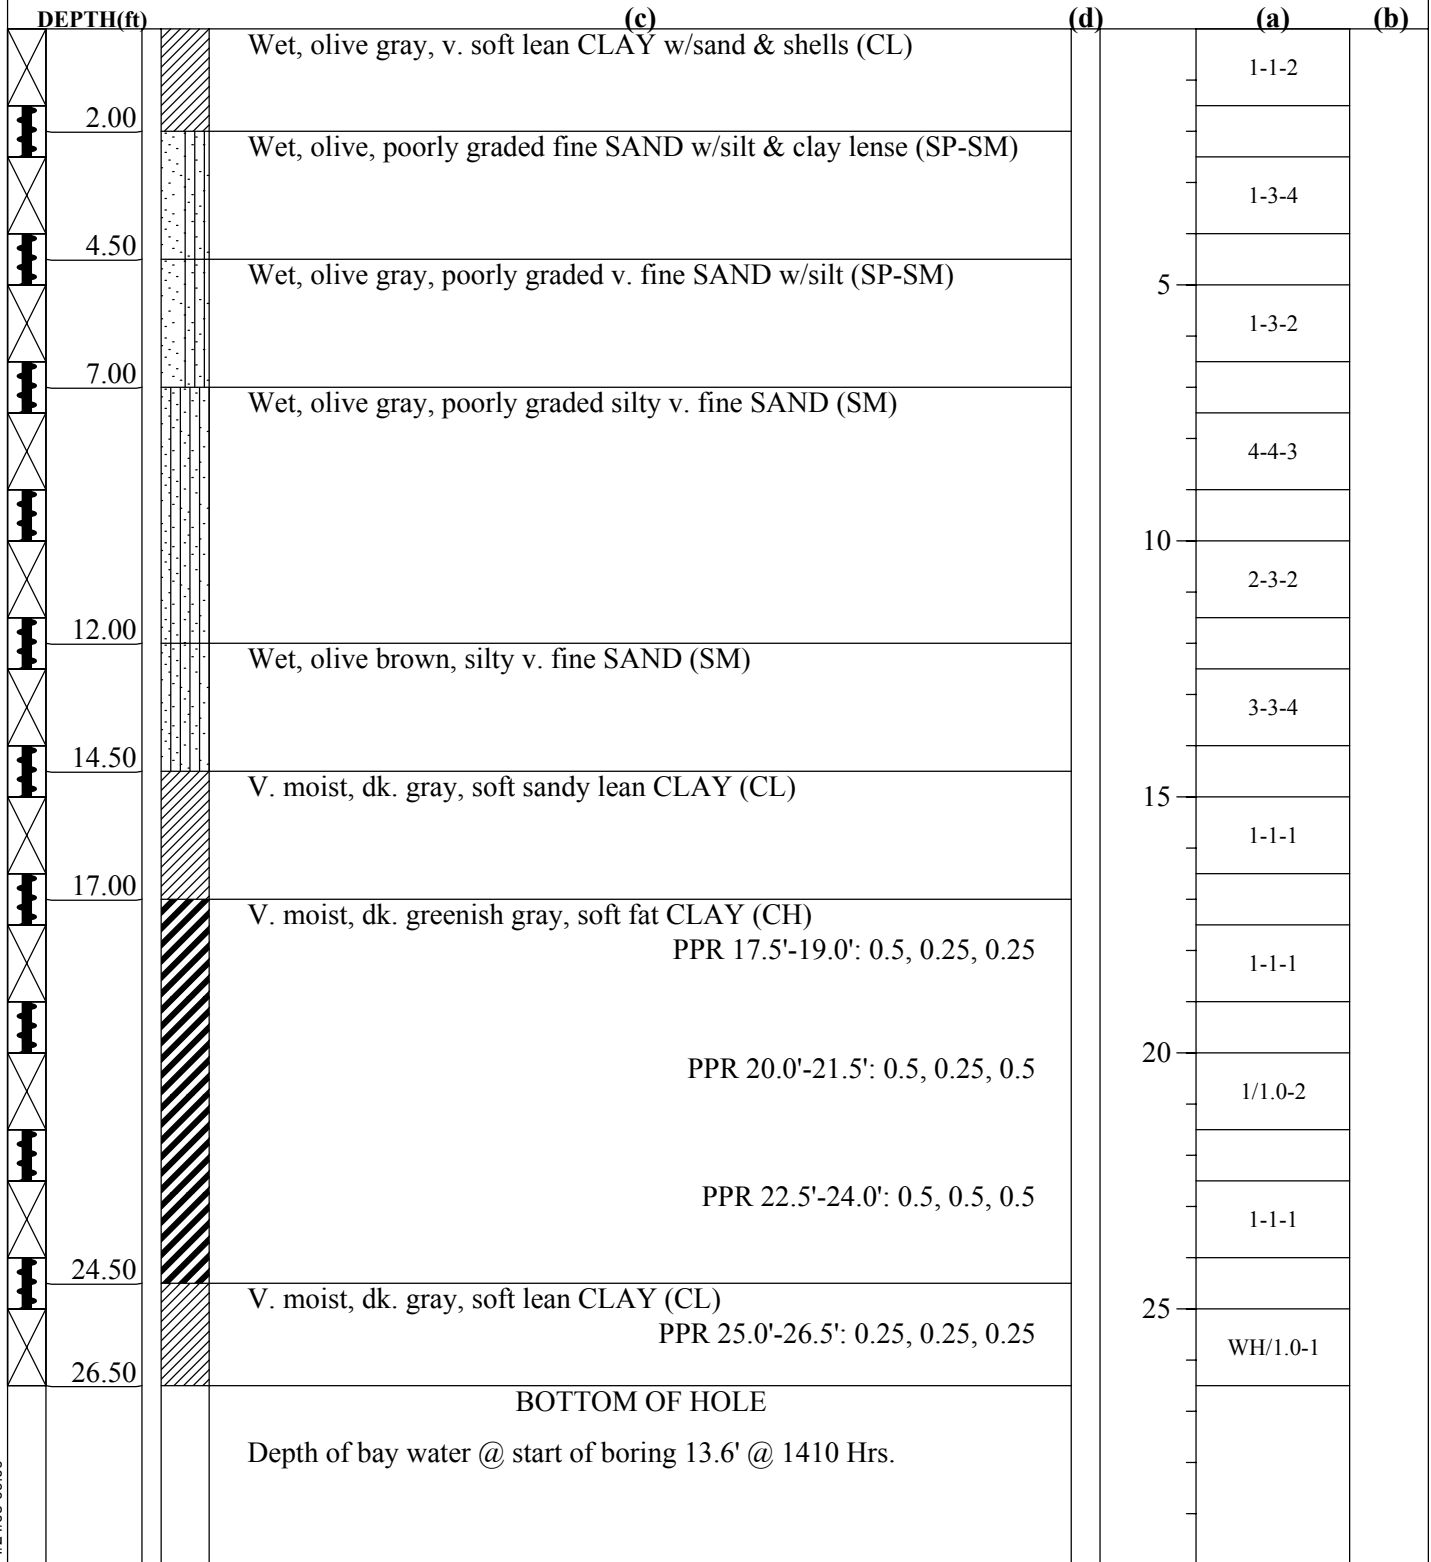 DEPTH(ft) (c) (d) (a) (b)
Wet, olive gray, v. soft lean CLAY w/sand & shells (CL)
1-1-2
2.00
Wet, olive, poorly graded fine SAND w/silt & clay lense (SP-SM)
1-3-4
4.50
Wet, olive gray, poorly graded v. fine SAND w/silt (SP-SM)
5
1-3-2
7.00
Wet, olive gray, poorly graded silty v. fine SAND (SM)
4-4-3
10
2-3-2
12.00
Wet, olive brown, silty v. fine SAND (SM)
3-3-4
14.50
V. moist, dk. gray, soft sandy lean CLAY (CL)
15
1-1-1
17.00
V. moist, dk. greenish gray, soft fat CLAY (CH)
PPR 17.5'-19.0': 0.5, 0.25, 0.25
1-1-1
20
PPR 20.0'-21.5': 0.5, 0.25, 0.5
1/1.0-2
PPR 22.5'-24.0': 0.5, 0.5, 0.5
1-1-1
24.50
V. moist, dk. gray, soft lean CLAY (CL)
25
PPR 25.0'-26.5': 0.25, 0.25, 0.25
WH/1.0-1
26.50
BOTTOM OF HOLE
Depth of bay water @ start of boring 13.6' @ 1410 Hrs.